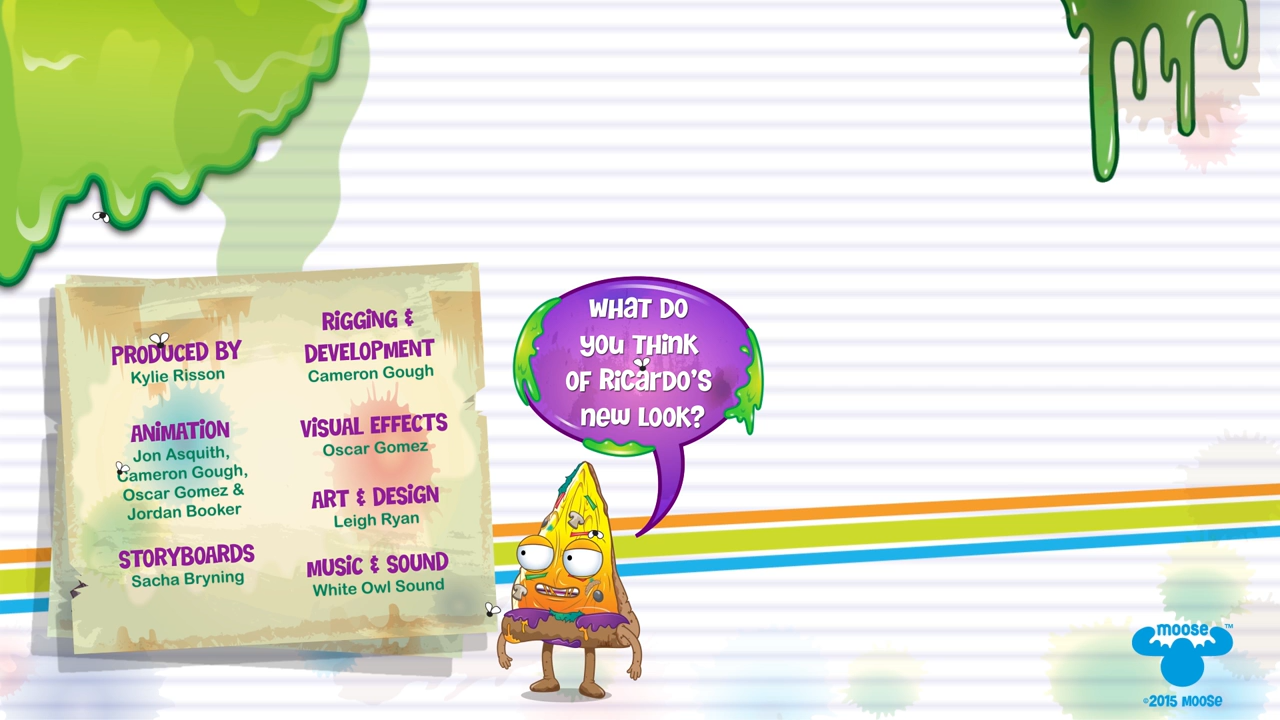 PRODUCED BY
Kylie Risson
ANiMATiON
Jon Asquith,
Cameron Gough,
Oscar Gomez &
Jordan Booker
STORYBOARDS
Sacha Bryning
RiGGiNG &
DEVELOPMENT
Cameron Gough
ViSUAL EFFECTS
Oscar Gomez
ART & DESiGN
Leigh Ryan
MUSiC & SOUND
White Owl Sound
WHaT DO
YOU THiNK
OF RiCaRDO'S
NeW LOOK?
moose™
©2015 MOOSE